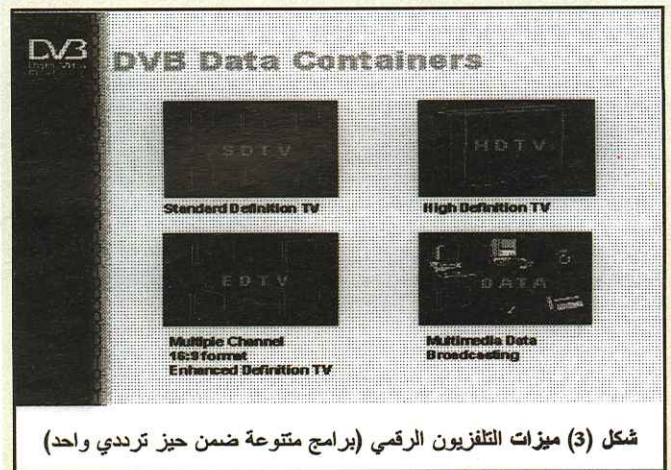 DVB
DVB Data Containers
SDTV
HDTV
Standard Definition TV
High Definition TV
EDTV
DATA
Multiple Channel
16:9 format
Enhanced Definition TV
Multimedia Data
Broadcasting
شكل (3) ميزات التلفزيون الرقمي (برامج متنوعة ضمن حيز ترددي واحد)